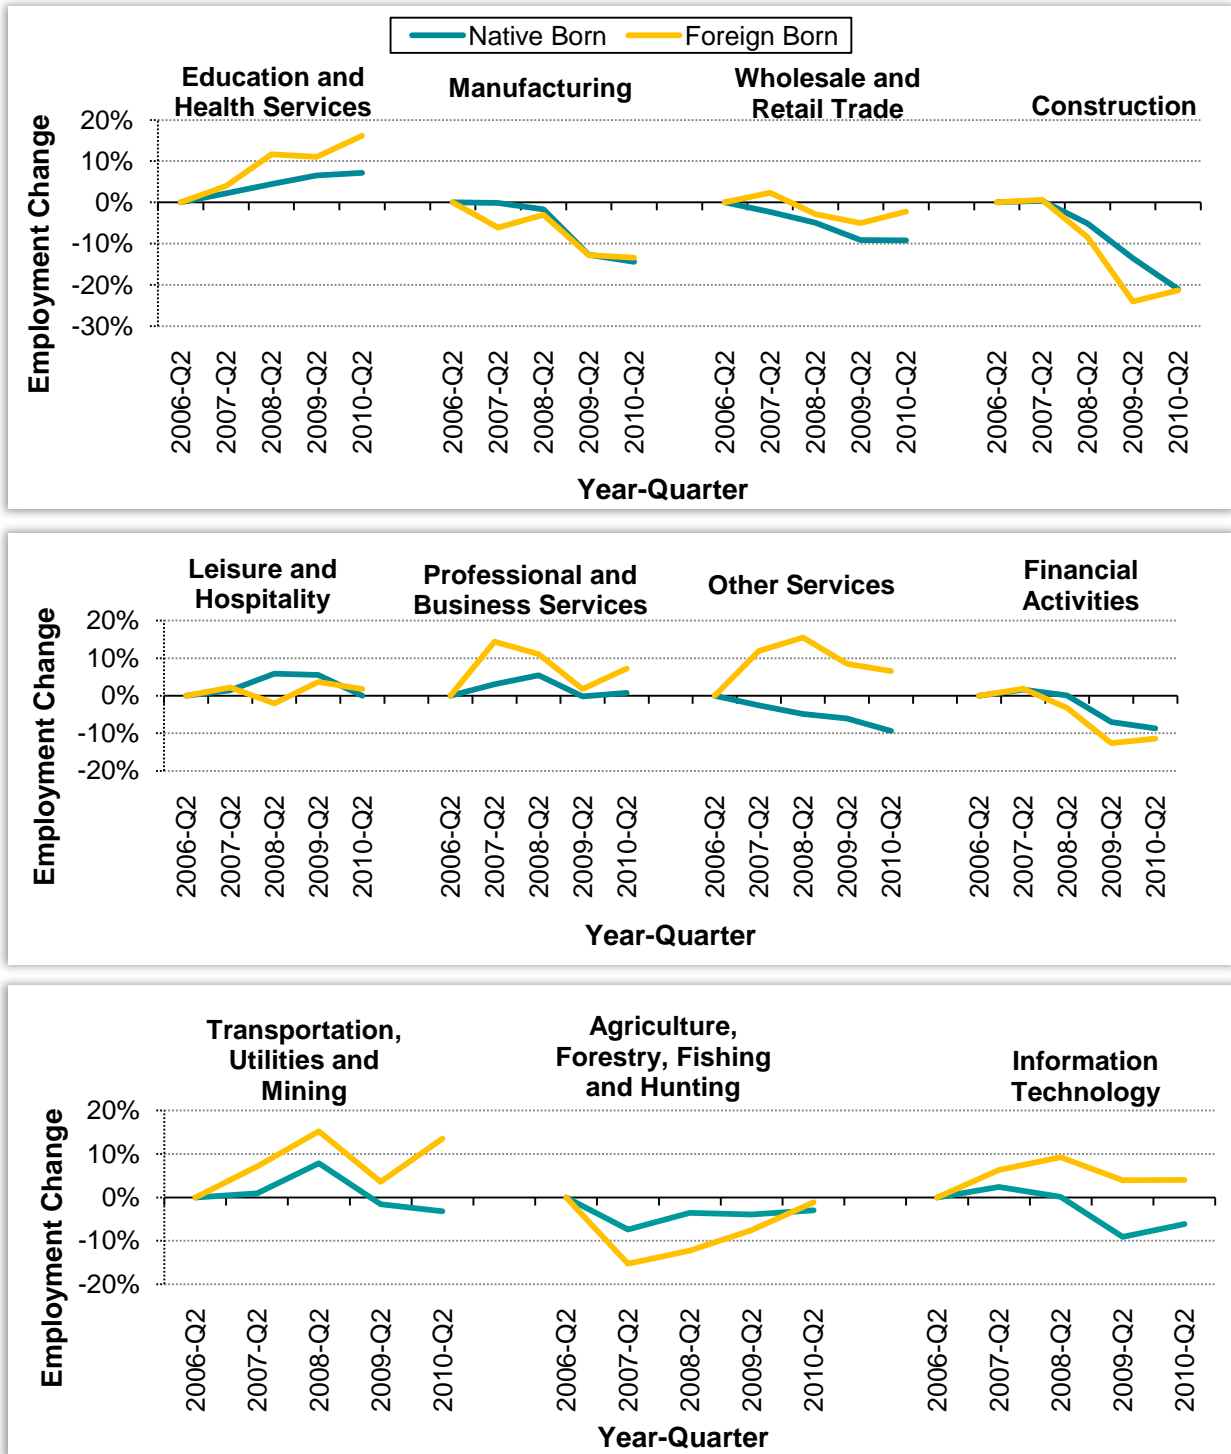 Native Born Foreign Born
Education and
Health Services
Manufacturing
Wholesale and
Retail Trade
Construction
20%
10%
0%
-10%
-20%
-30%
Employment Change
2006-Q2
2007-Q2
2008-Q2
2009-Q2
2010-Q2
2006-Q2
2007-Q2
2008-Q2
2009-Q2
2010-Q2
2006-Q2
2007-Q2
2008-Q2
2009-Q2
2010-Q2
2006-Q2
2007-Q2
2008-Q2
2009-Q2
2010-Q2
Year-Quarter
Leisure and
Hospitality
Professional and
Business Services
Other Services
Financial
Activities
20%
10%
0%
-10%
-20%
Employment Change
2006-Q2
2007-Q2
2008-Q2
2009-Q2
2010-Q2
2006-Q2
2007-Q2
2008-Q2
2009-Q2
2010-Q2
2006-Q2
2007-Q2
2008-Q2
2009-Q2
2010-Q2
2006-Q2
2007-Q2
2008-Q2
2009-Q2
2010-Q2
Year-Quarter
Transportation,
Utilities and
Mining
Agriculture,
Forestry, Fishing
and Hunting
Information
Technology
20%
10%
0%
-10%
-20%
Employment Change
2006-Q2
2007-Q2
2008-Q2
2009-Q2
2010-Q2
2006-Q2
2007-Q2
2008-Q2
2009-Q2
2010-Q2
2006-Q2
2007-Q2
2008-Q2
2009-Q2
2010-Q2
Year-Quarter